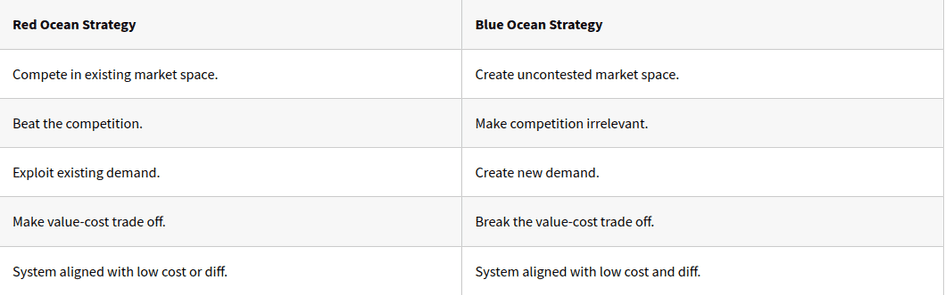 Red Ocean Strategy Blue Ocean Strategy
Compete in existing market space. Create uncontested market space.
Beat the competition. Make competition irrelevant.
Exploit existing demand. Create new demand.
Make value-cost trade off. Break the value-cost trade off.
System aligned with low cost or diff. System aligned with low cost and diff.